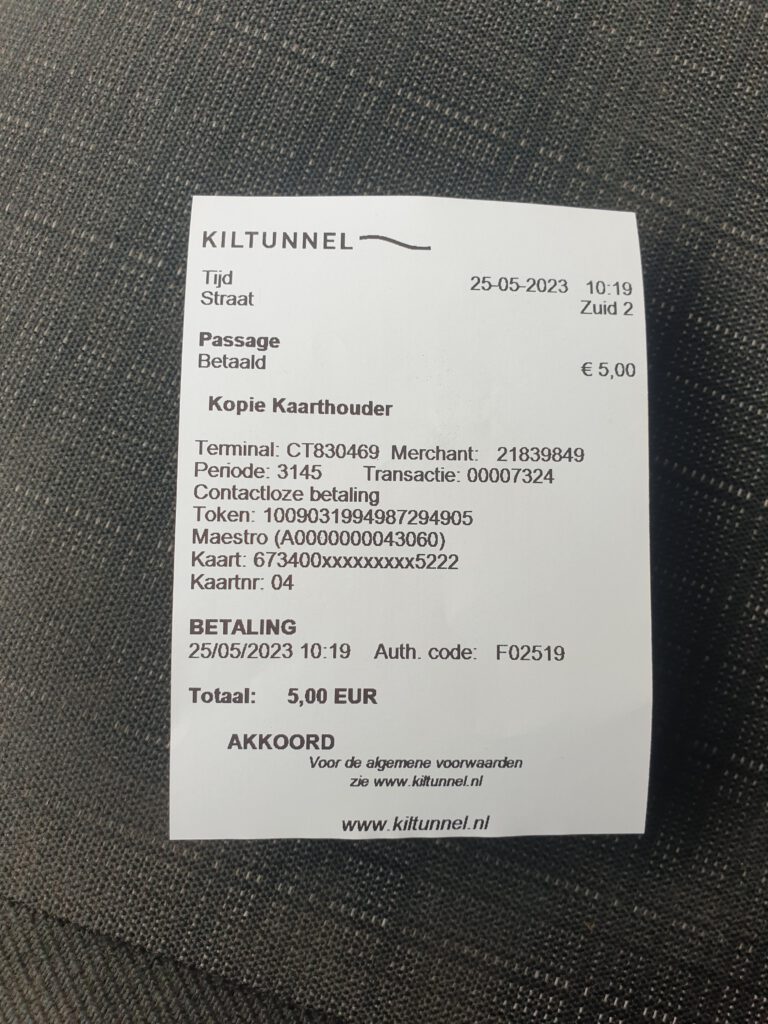 KILTUNNEL
Tijd 25-05-2023 10:19
Straat Zuid 2
Passage
Betaald € 5,00
Kopie Kaarthouder
Terminal: CT830469 Merchant: 21839849
Periode: 3145 Transactie: 00007324
Contactloze betaling
Token: 1009031994987294905
Maestro (A0000000043060)
Kaart: 673400xxxxxxxxx5222
Kaartnr: 04
BETALING
25/05/2023 10:19 Auth. code: F02519
Totaal: 5,00 EUR
AKKOORD
Voor de algemene voorwaarden
zie www.kiltunnel.nl
www.kiltunnel.nl